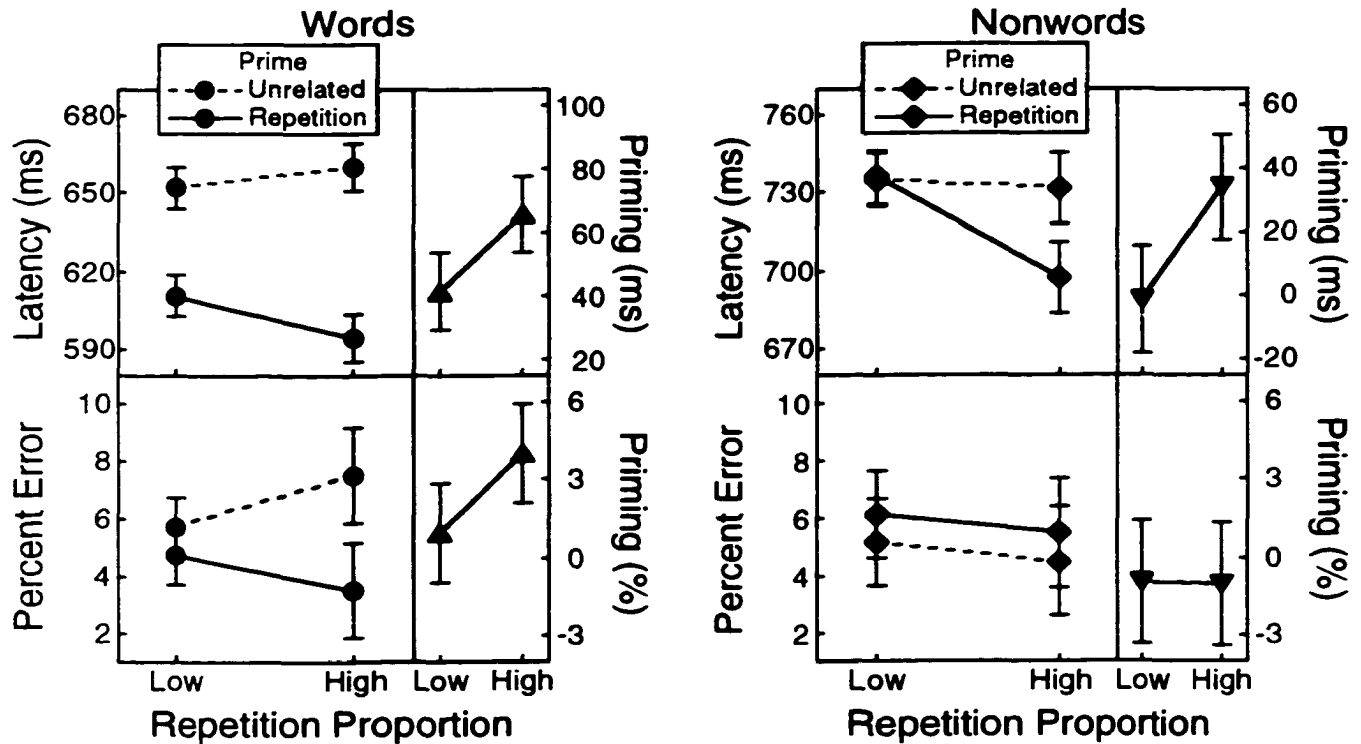 Words
Prime
Unrelated
Repetition
Latency (ms)
680
650
620
590
100
80
60
40
20
Priming (ms)
Percent Error
10
8
6
4
2
6
3
0
-3
Priming (%)
Low
High
Low
High
Repetition Proportion
Nonwords
Prime
Unrelated
Repetition
Latency (ms)
760
730
700
670
60
40
20
0
-20
Priming (ms)
Percent Error
10
8
6
4
2
6
3
0
-3
Priming (%)
Low
High
Low
High
Repetition Proportion